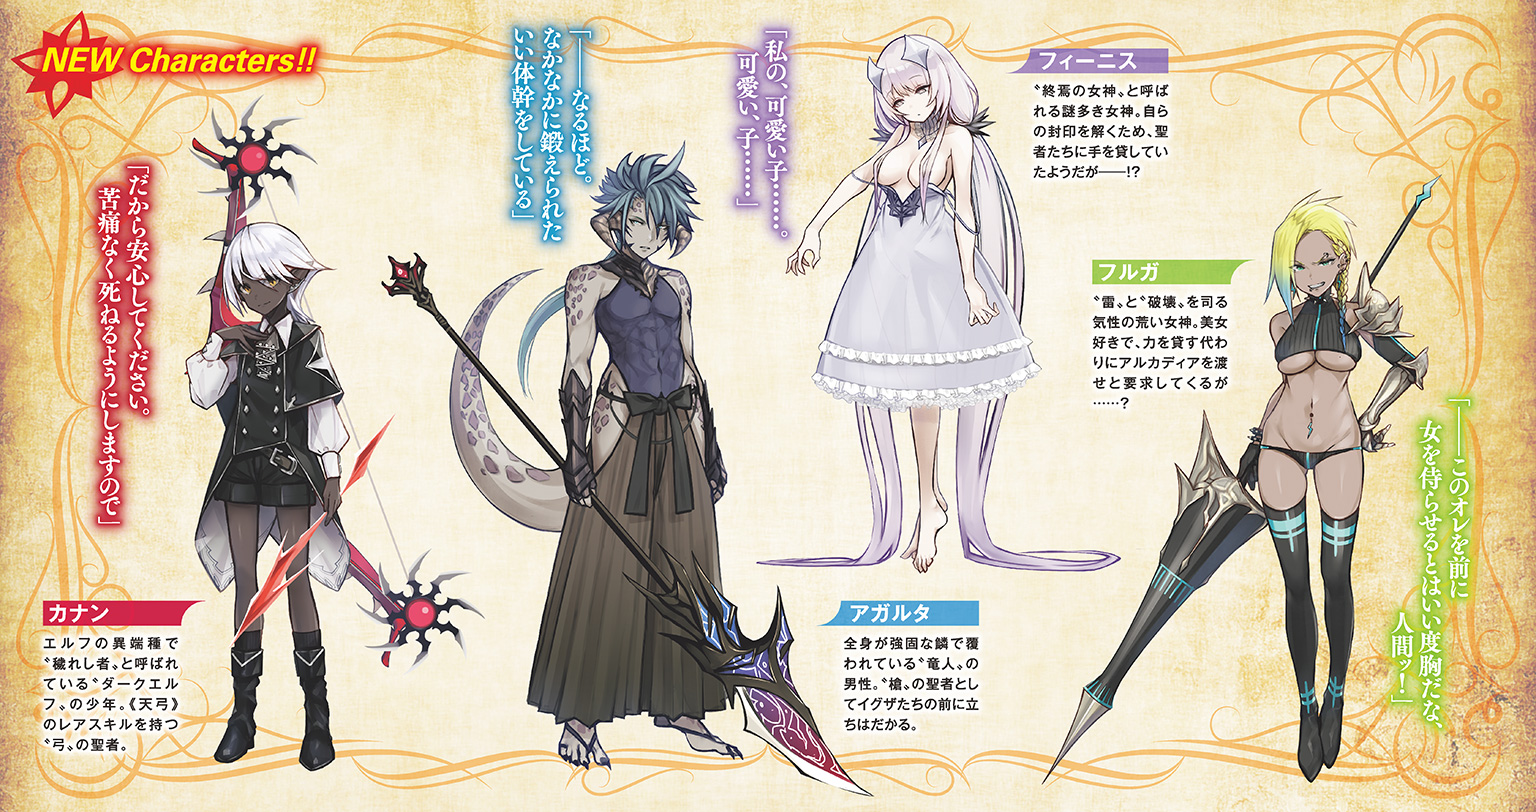 NEW Characters!!
「だから安心してください。
苦痛なく死ねるようにしますので」
カナン
エルフの異端種で
〝穢れし者〟と呼ばれ
ている〝ダークエル
フ〟の少年。《天弓》
のレアスキルを持つ
〝弓〟の聖者。
「――なるほど。
なかなかに鍛えられた
いい体幹をしている」
アガルタ
全身が強固な鱗で覆
われている〝竜人〟の
男性。〝槍〟の聖者とし
てイグザたちの前に立
ちはだかる。
「私の、可愛い子……。
可愛い、子……」
フィーニス
〝終焉の女神〟と呼ば
れる謎多き女神。自ら
の封印を解くため、聖
者たちに手を貸してい
たようだが――!?
フルガ
〝雷〟と〝破壊〟を司る
気性の荒い女神。美女
好きで、力を貸す代わ
りにアルカディアを渡
せと要求してくるが
……？
「――このオレを前に
女を侍らせるとはいい度胸だな、
人間ッ！」